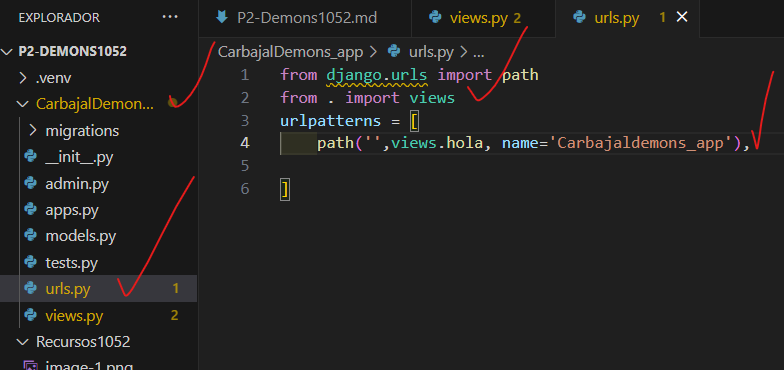 EXPLORADOR
...
P2-Demons1052.md
views.py 2
urls.py 1
P2-DEMONS1052
CarbajalDemons_app > urls.py > ...
.venv
CarbajalDemon...
migrations
__init__.py
admin.py
apps.py
models.py
tests.py
urls.py 1
views.py 2
Recursos1052
image-1.png
1 from django.urls import path
2 from . import views
3 urlpatterns = [
4 path('',views.hola, name='Carbajaldemons_app'),
5
6 ]